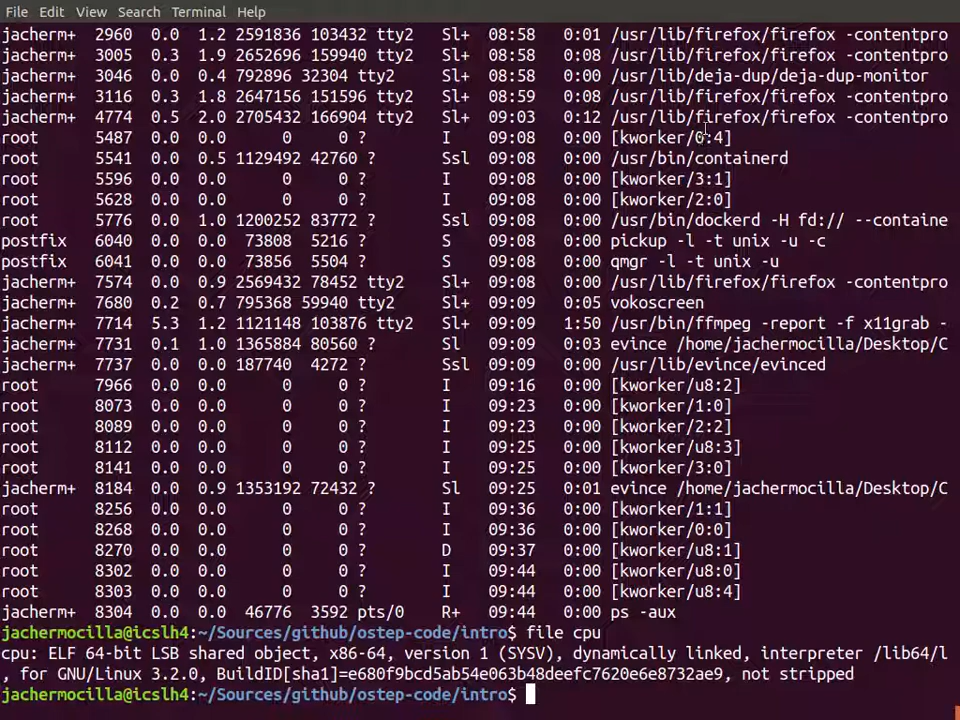 File Edit View Search Terminal Help
jacherm+ 2960 0.0 1.2 2591836 103432 tty2 Sl+ 08:58 0:01 /usr/lib/firefox/firefox -contentpro
jacherm+ 3005 0.3 1.9 2652696 159940 tty2 Sl+ 08:58 0:08 /usr/lib/firefox/firefox -contentpro
jacherm+ 3046 0.0 0.4 792896 32304 tty2 Sl+ 08:58 0:00 /usr/lib/deja-dup/deja-dup-monitor
jacherm+ 3116 0.3 1.8 2647156 151596 tty2 Sl+ 08:59 0:08 /usr/lib/firefox/firefox -contentpro
jacherm+ 4774 0.5 2.0 2705432 166904 tty2 Sl+ 09:03 0:12 /usr/lib/firefox/firefox -contentpro
root 5487 0.0 0.0 0 0 ? I 09:08 0:00 [kworker/0:4]
root 5541 0.0 0.5 1129492 42760 ? Ssl 09:08 0:00 /usr/bin/containerd
root 5596 0.0 0.0 0 0 ? I 09:08 0:00 [kworker/3:1]
root 5628 0.0 0.0 0 0 ? I 09:08 0:00 [kworker/2:0]
root 5776 0.0 1.0 1200252 83772 ? Ssl 09:08 0:00 /usr/bin/dockerd -H fd:// --containe
postfix 6040 0.0 0.0 73808 5216 ? S 09:08 0:00 pickup -l -t unix -u -c
postfix 6041 0.0 0.0 73856 5504 ? S 09:08 0:00 qmgr -l -t unix -u
jacherm+ 7574 0.0 0.9 2569432 78452 tty2 Sl+ 09:08 0:00 /usr/lib/firefox/firefox -contentpro
jacherm+ 7680 0.2 0.7 795368 59940 tty2 Sl+ 09:09 0:05 vokoscreen
jacherm+ 7714 5.3 1.2 1121148 103876 tty2 Sl+ 09:09 1:50 /usr/bin/ffmpeg -report -f x11grab -
jacherm+ 7731 0.1 1.0 1365884 80560 ? Sl 09:09 0:03 evince /home/jachermocilla/Desktop/C
jacherm+ 7737 0.0 0.0 187740 4272 ? Ssl 09:09 0:00 /usr/lib/evince/evinced
root 7966 0.0 0.0 0 0 ? I 09:16 0:00 [kworker/u8:2]
root 8073 0.0 0.0 0 0 ? I 09:23 0:00 [kworker/1:0]
root 8089 0.0 0.0 0 0 ? I 09:23 0:00 [kworker/2:2]
root 8112 0.0 0.0 0 0 ? I 09:25 0:00 [kworker/u8:3]
root 8141 0.0 0.0 0 0 ? I 09:25 0:00 [kworker/3:0]
jacherm+ 8184 0.0 0.9 1353192 72432 ? Sl 09:25 0:01 evince /home/jachermocilla/Desktop/C
root 8256 0.0 0.0 0 0 ? I 09:36 0:00 [kworker/1:1]
root 8268 0.0 0.0 0 0 ? I 09:36 0:00 [kworker/0:0]
root 8270 0.0 0.0 0 0 ? D 09:37 0:00 [kworker/u8:1]
root 8302 0.0 0.0 0 0 ? I 09:44 0:00 [kworker/u8:0]
root 8303 0.0 0.0 0 0 ? I 09:44 0:00 [kworker/u8:4]
jacherm+ 8304 0.0 0.0 46776 3592 pts/0 R+ 09:44 0:00 ps -aux
jachermocilla@icslh4:~/Sources/github/ostep-code/intro$ file cpu
cpu: ELF 64-bit LSB shared object, x86-64, version 1 (SYSV), dynamically linked, interpreter /lib64/l
, for GNU/Linux 3.2.0, BuildID[sha1]=e680f9bcd5ab54e063b48deefc7620e6e8732ae9, not stripped
jachermocilla@icslh4:~/Sources/github/ostep-code/intro$